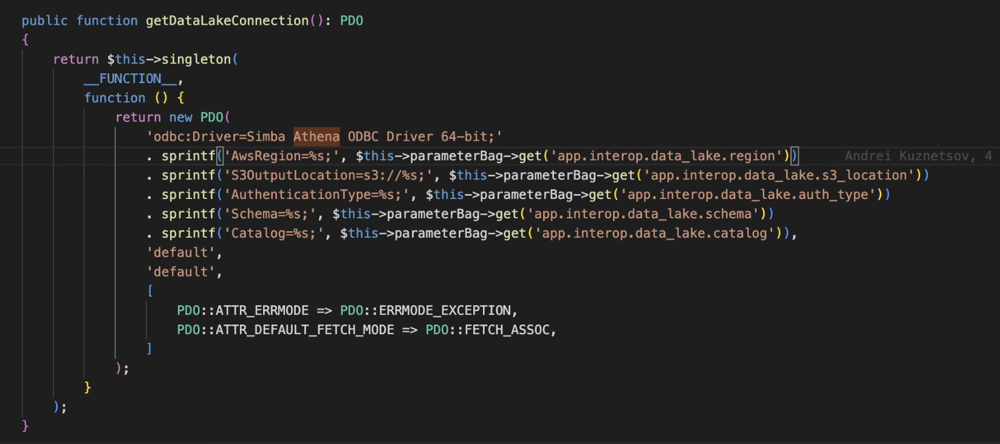 public function getDataLakeConnection(): PDO
{
return $this->singleton(
__FUNCTION__,
function () {
return new PDO(
'odbc:Driver=Simba Athena ODBC Driver 64-bit;'
. sprintf('AwsRegion=%s;', $this->parameterBag->get('app.interop.data_lake.region')) Andrei Kuznetsov, 4
. sprintf('S3OutputLocation=s3://%s;', $this->parameterBag->get('app.interop.data_lake.s3_location'))
. sprintf('AuthenticationType=%s;', $this->parameterBag->get('app.interop.data_lake.auth_type'))
. sprintf('Schema=%s;', $this->parameterBag->get('app.interop.data_lake.schema'))
. sprintf('Catalog=%s;', $this->parameterBag->get('app.interop.data_lake.catalog')),
'default',
'default',
[
PDO::ATTR_ERRMODE => PDO::ERRMODE_EXCEPTION,
PDO::ATTR_DEFAULT_FETCH_MODE => PDO::FETCH_ASSOC,
]
);
}
);
}